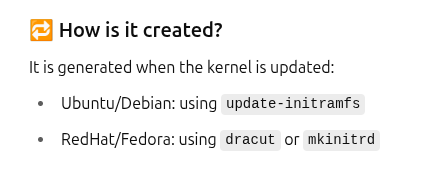 🔁 How is it created?
It is generated when the kernel is updated:
• Ubuntu/Debian: using update-initramfs
• RedHat/Fedora: using dracut or mkinitrd